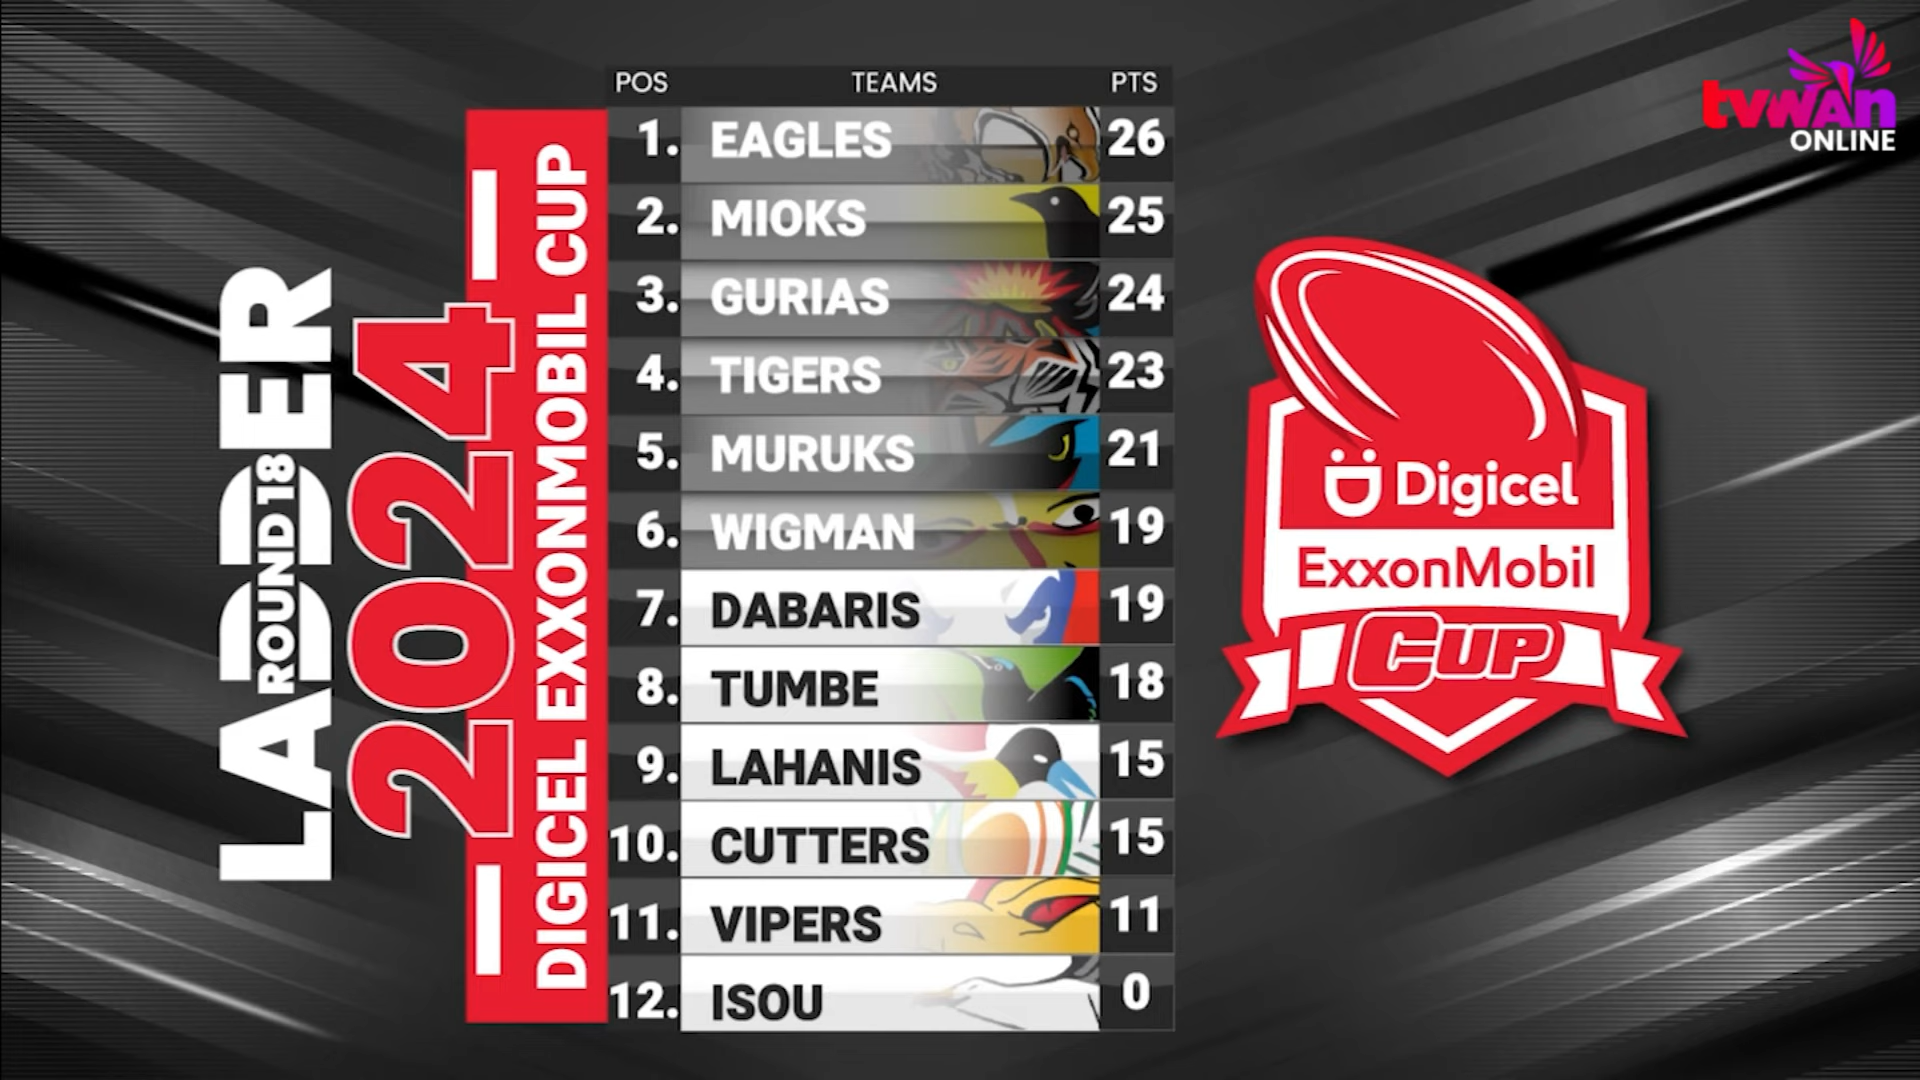 tvwan
ONLINE
LADDER
ROUND 18
2024
DIGICEL EXXONMOBIL CUP
POS TEAMS PTS
1. EAGLES 26
2. MIOKS 25
3. GURIAS 24
4. TIGERS 23
5. MURUKS 21
6. WIGMAN 19
7. DABARIS 19
8. TUMBE 18
9. LAHANIS 15
10. CUTTERS 15
11. VIPERS 11
12. ISOU 0
Digicel
ExxonMobil
CUP